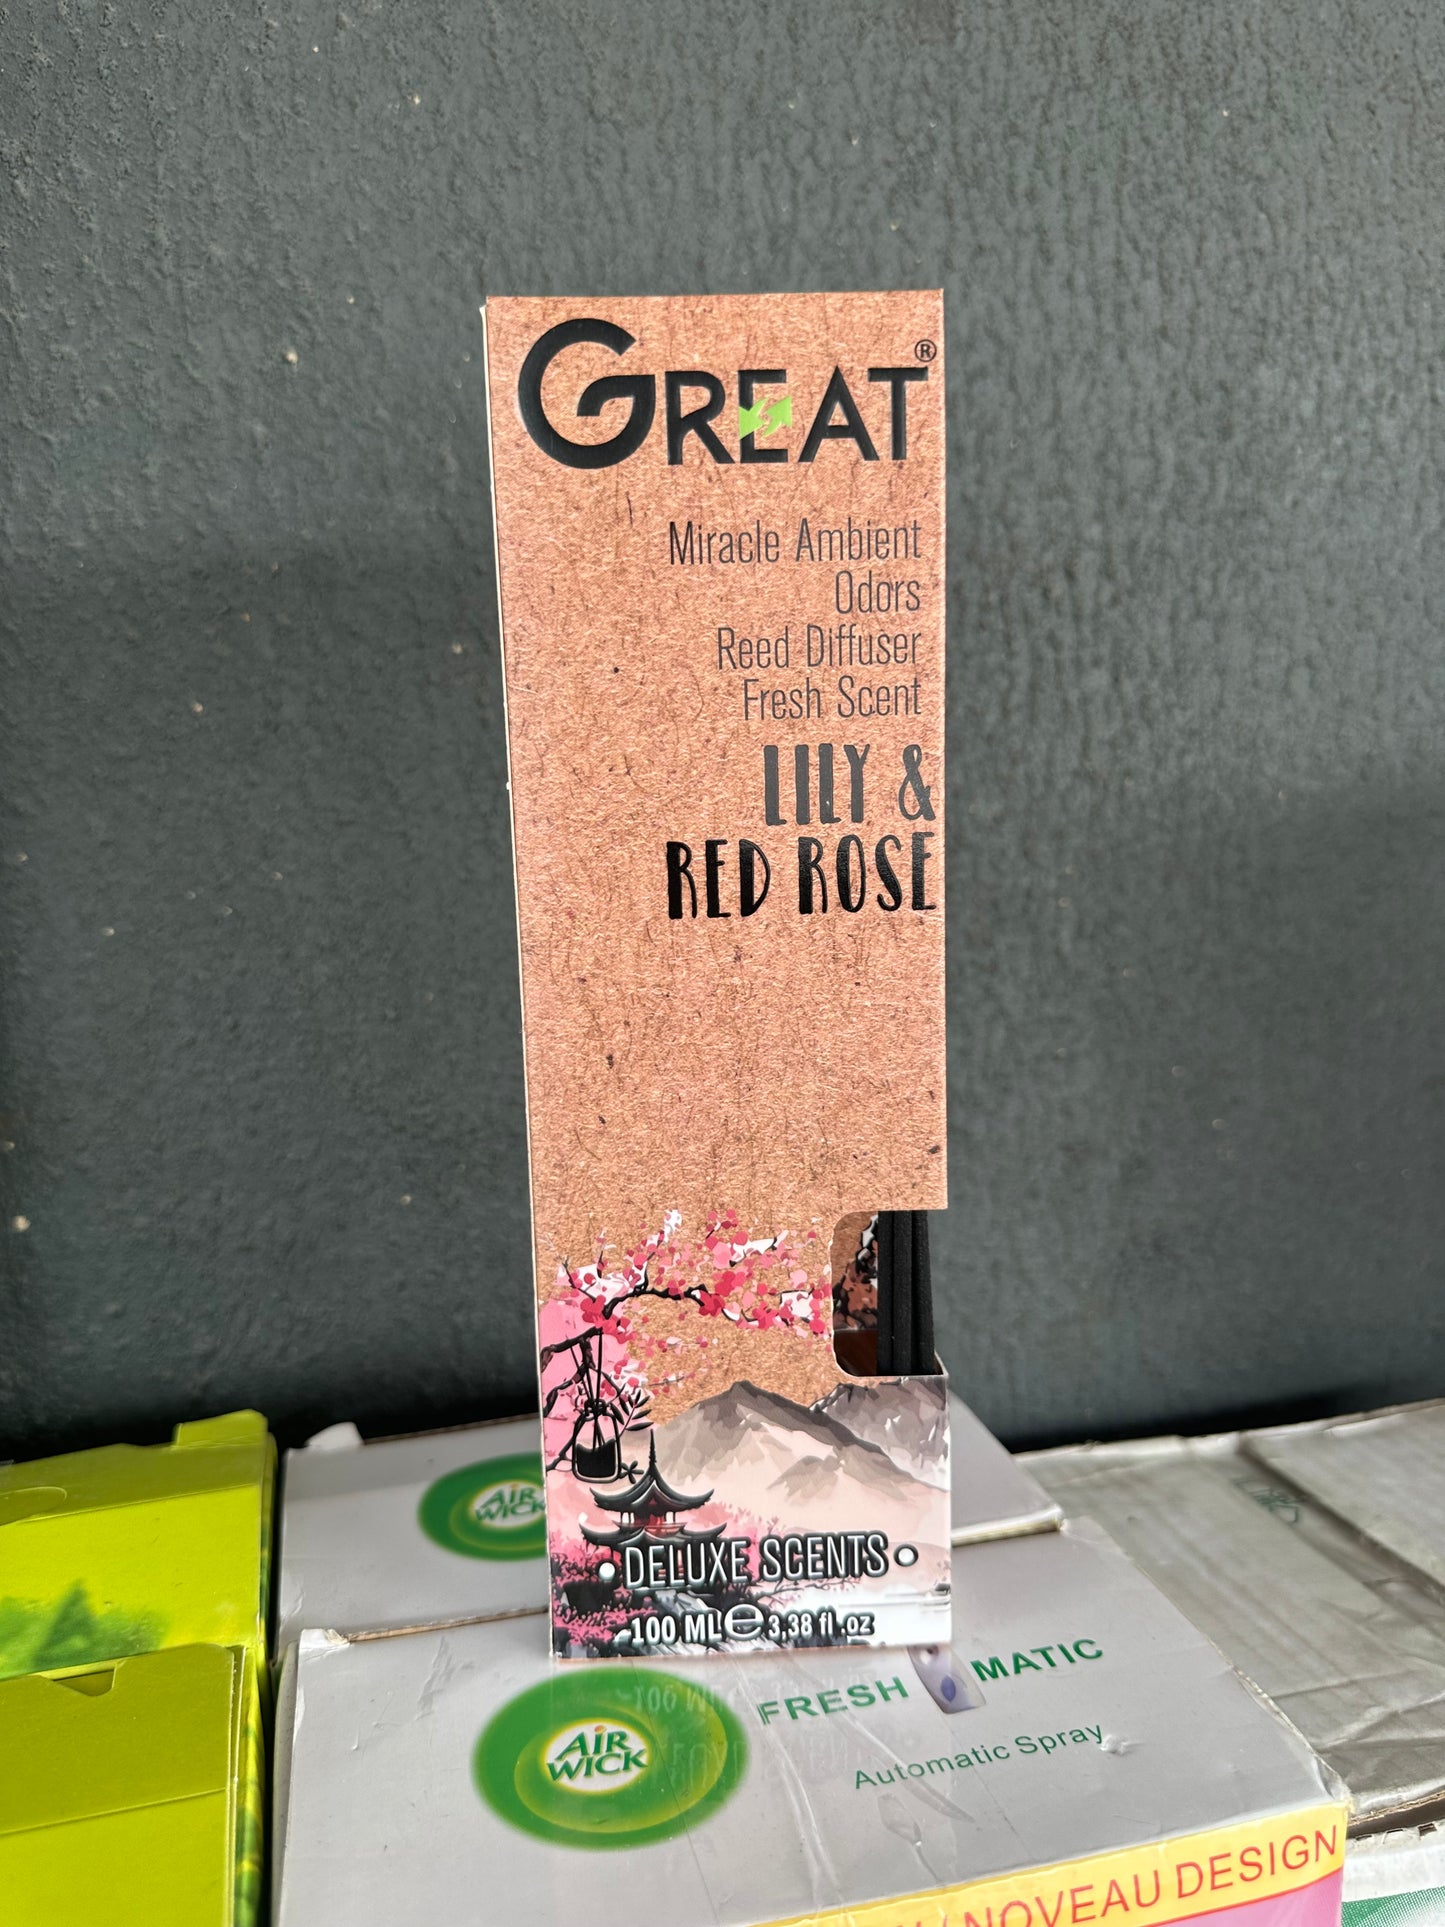 GREAT®
Miracle Ambient
Odors
Reed Diffuser
Fresh Scent
LILY &
RED ROSE
DELUXE SCENTS
100 ML e 3,38 fl.oz
AIR
WICK
FRESH MATIC
AIR
WICK
Automatic Spray
/ NOUVEAU DESIGN